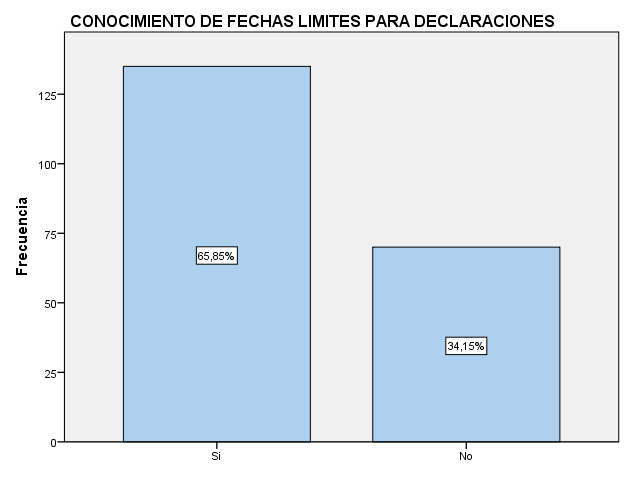 CONOCIMIENTO DE FECHAS LIMITES PARA DECLARACIONES
Frecuencia
125
100
75
50
25
0
65,85%
34,15%
Si
No